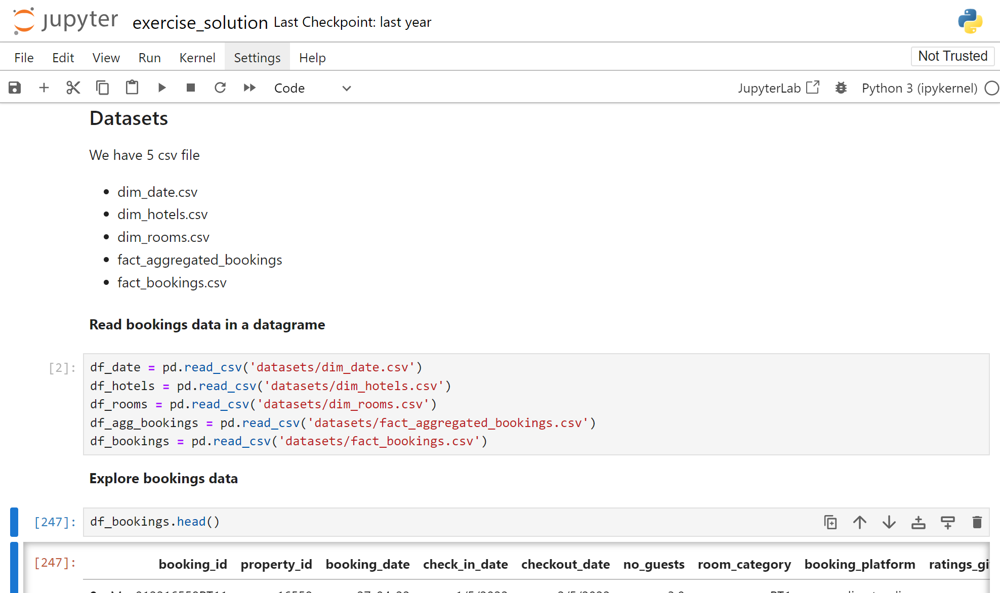 jupyter exercise_solution Last Checkpoint: last year
File Edit View Run Kernel Settings Help Not Trusted
Code JupyterLab Python 3 (ipykernel)
Datasets
We have 5 csv file
dim_date.csv
dim_hotels.csv
dim_rooms.csv
fact_aggregated_bookings
fact_bookings.csv
Read bookings data in a datagrame
[2]: df_date = pd.read_csv('datasets/dim_date.csv')
df_hotels = pd.read_csv('datasets/dim_hotels.csv')
df_rooms = pd.read_csv('datasets/dim_rooms.csv')
df_agg_bookings = pd.read_csv('datasets/fact_aggregated_bookings.csv')
df_bookings = pd.read_csv('datasets/fact_bookings.csv')
Explore bookings data
[247]: df_bookings.head()
[247]: booking_id property_id booking_date check_in_date checkout_date no_guests room_category booking_platform